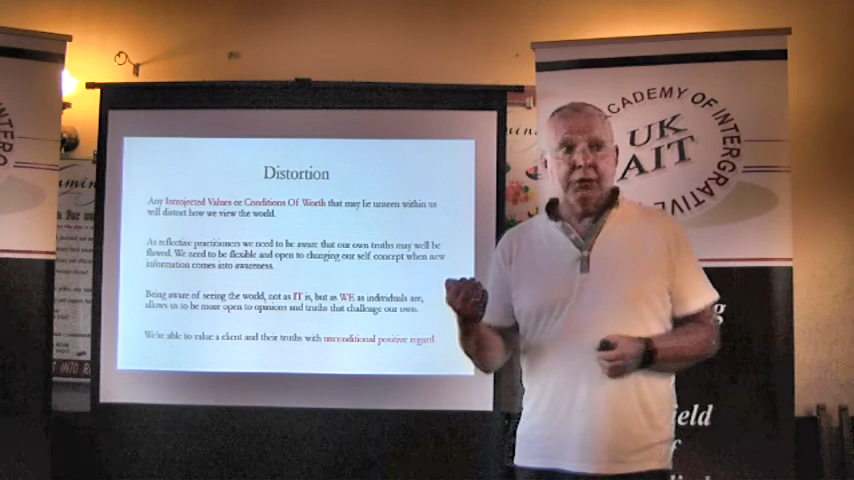 Distortion
Any Introjected Values or Conditions Of Worth that may lie unseen within us
will distort how we view the world.
As reflective practitioners we need to be aware that our own truths may well be
flawed. We need to be flexible and open to changing our self concept when new
information comes into awareness.
Being aware of seeing the world, not as IT is, but as WE as individuals are,
allows us to be more open to opinions and truths that challenge our own.
We're able to value a client and their truths with unconditional positive regard.
CADEMY OF INTERGRATIVE
UK
AIT
INTO R
ield
f